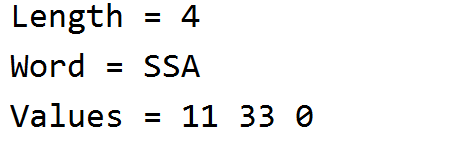 Length = 4
Word = SSA
Values = 11 33 0